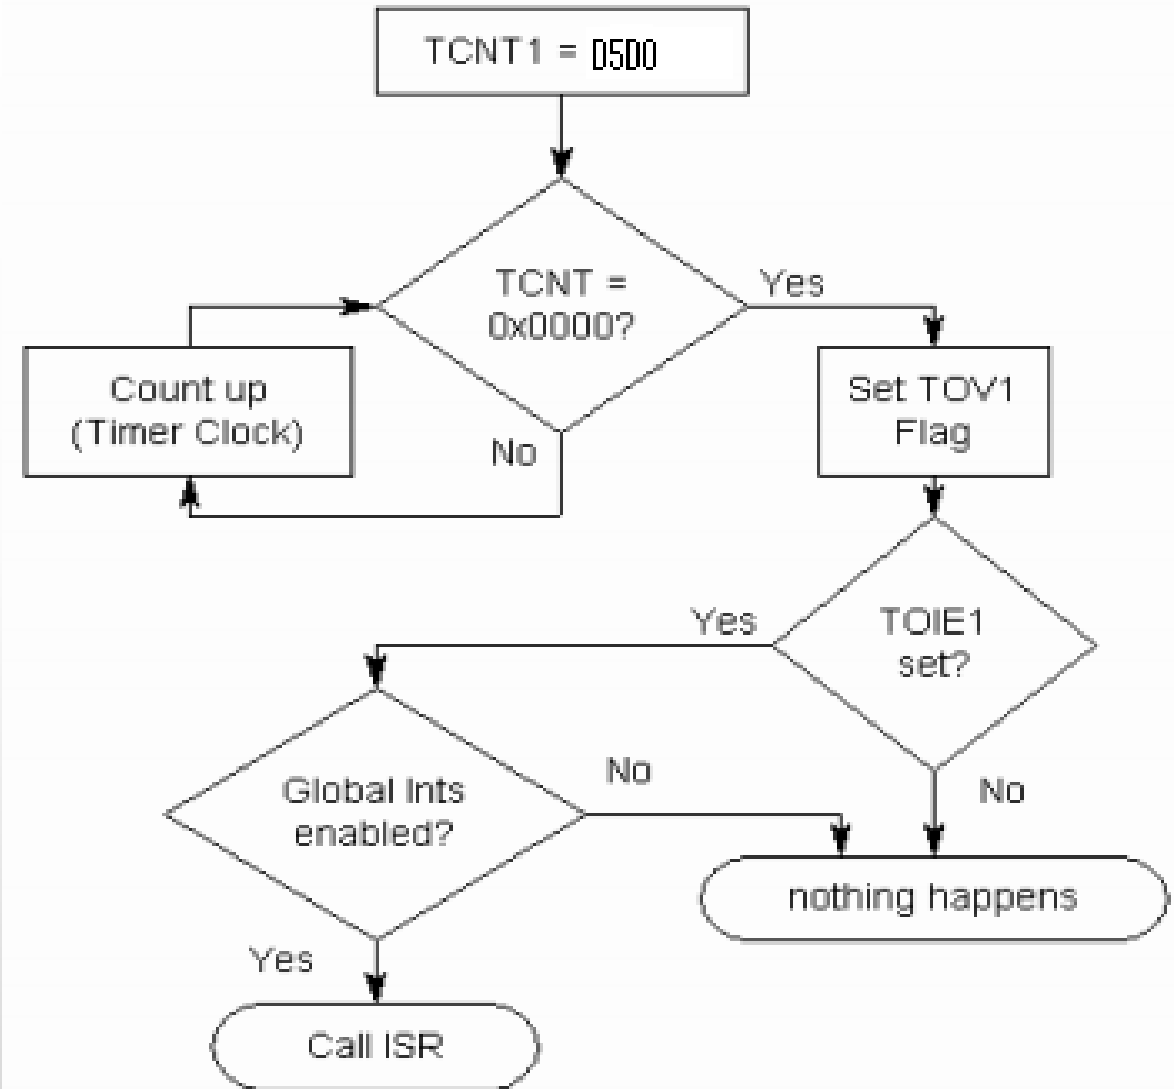 TCNT1 = D5D0
TCNT =
0x0000?
Yes
Count up
(Timer Clock)
Set TOV1
Flag
No
Yes
TOIE1
set?
No
Global Ints
enabled?
No
nothing happens
Yes
Call ISR